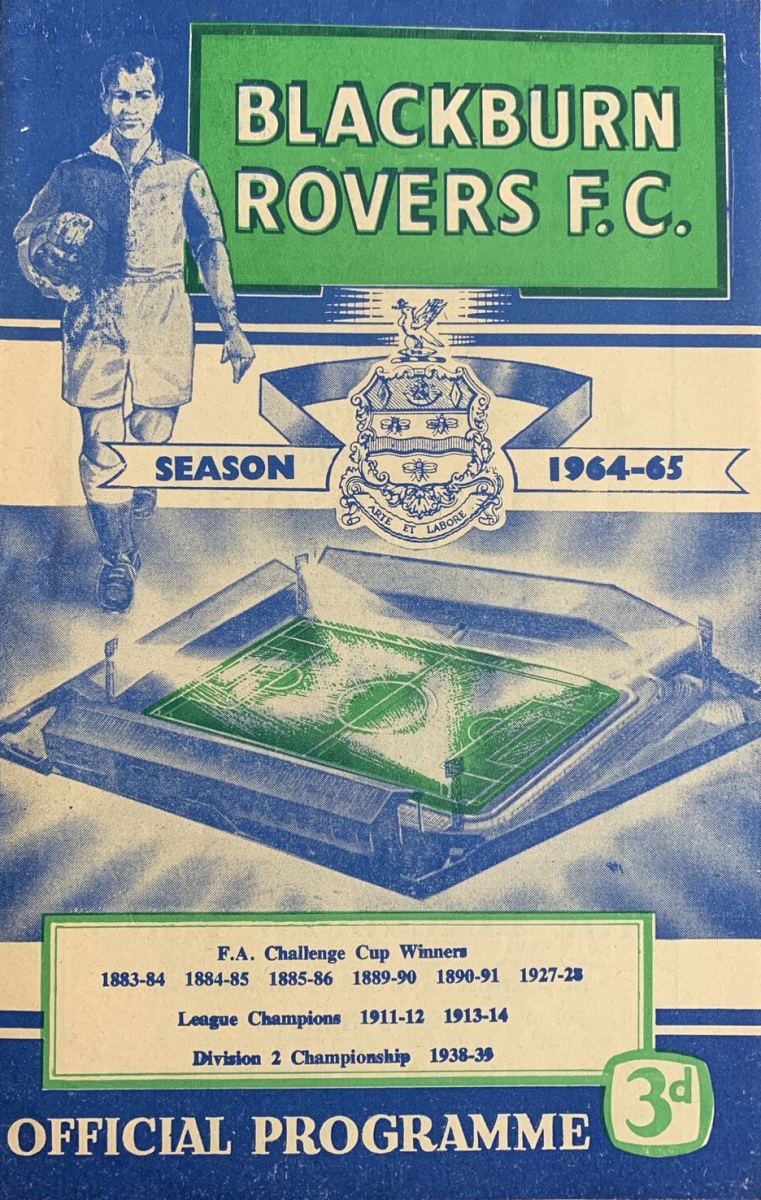 BLACKBURN
ROVERS F.C.
SEASON 1964-65
ARTE ET LABORE
F.A. Challenge Cup Winners
1883-84 1884-85 1885-86 1889-90 1890-91 1927-28
League Champions 1911-12 1913-14
Division 2 Championship 1938-39
3d
OFFICIAL PROGRAMME